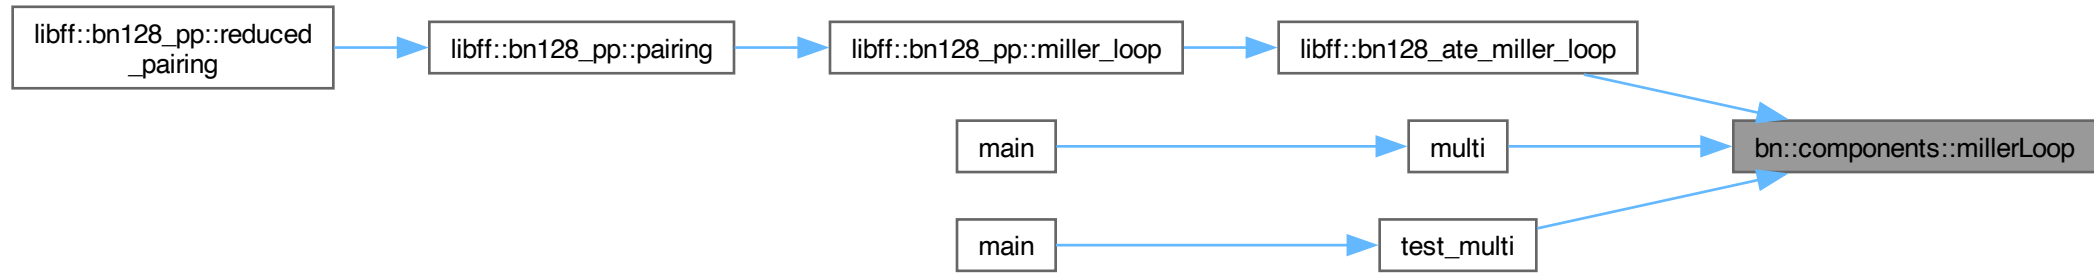 libff::bn128_pp::reduced
_pairing
libff::bn128_pp::pairing
libff::bn128_pp::miller_loop
libff::bn128_ate_miller_loop
main
multi
bn::components::millerLoop
main
test_multi